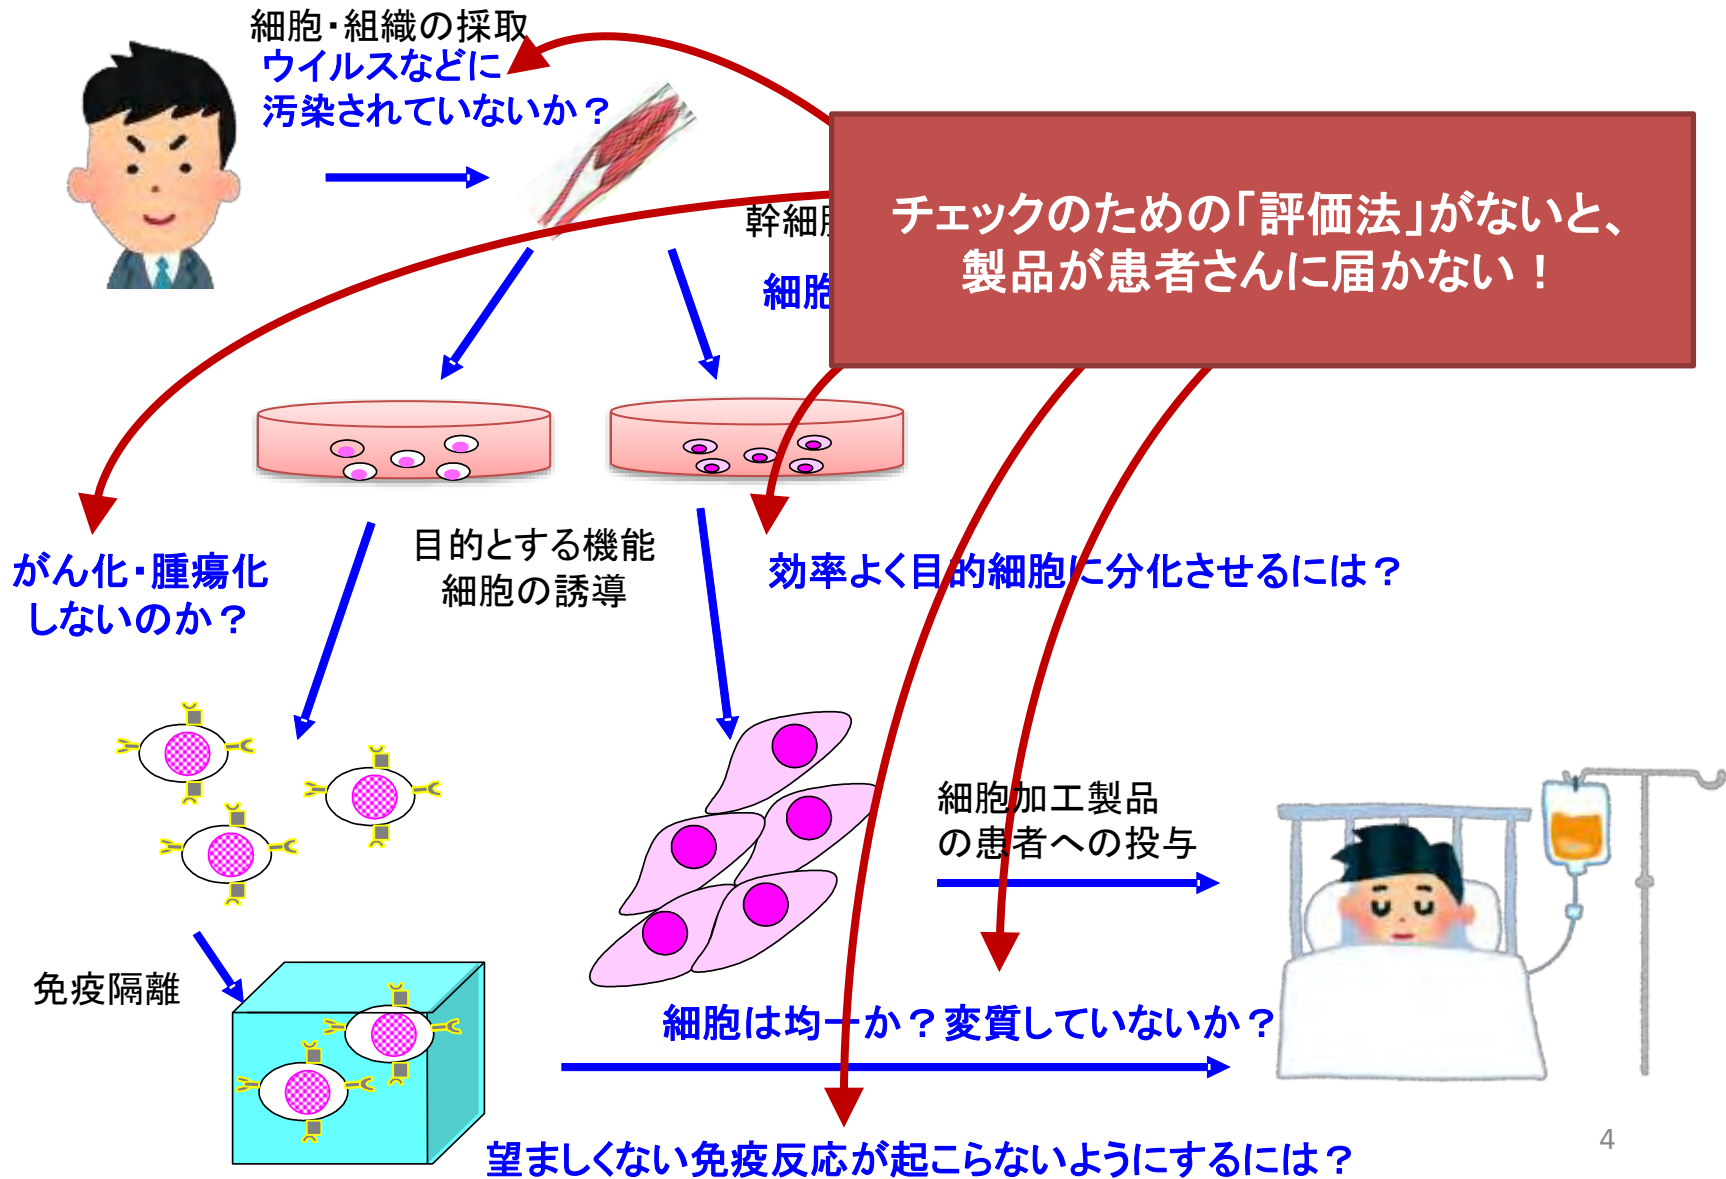 細胞・組織の採取
ウイルスなどに
汚染されていないか？
チェックのための「評価法」がないと、
製品が患者さんに届かない！
幹細
細胞
目的とする機能
細胞の誘導
効率よく目的細胞に分化させるには？
がん化・腫瘍化
しないのか？
細胞加工製品
の患者への投与
免疫隔離
細胞は均一か？変質していないか？
望ましくない免疫反応が起こらないようにするには？
4